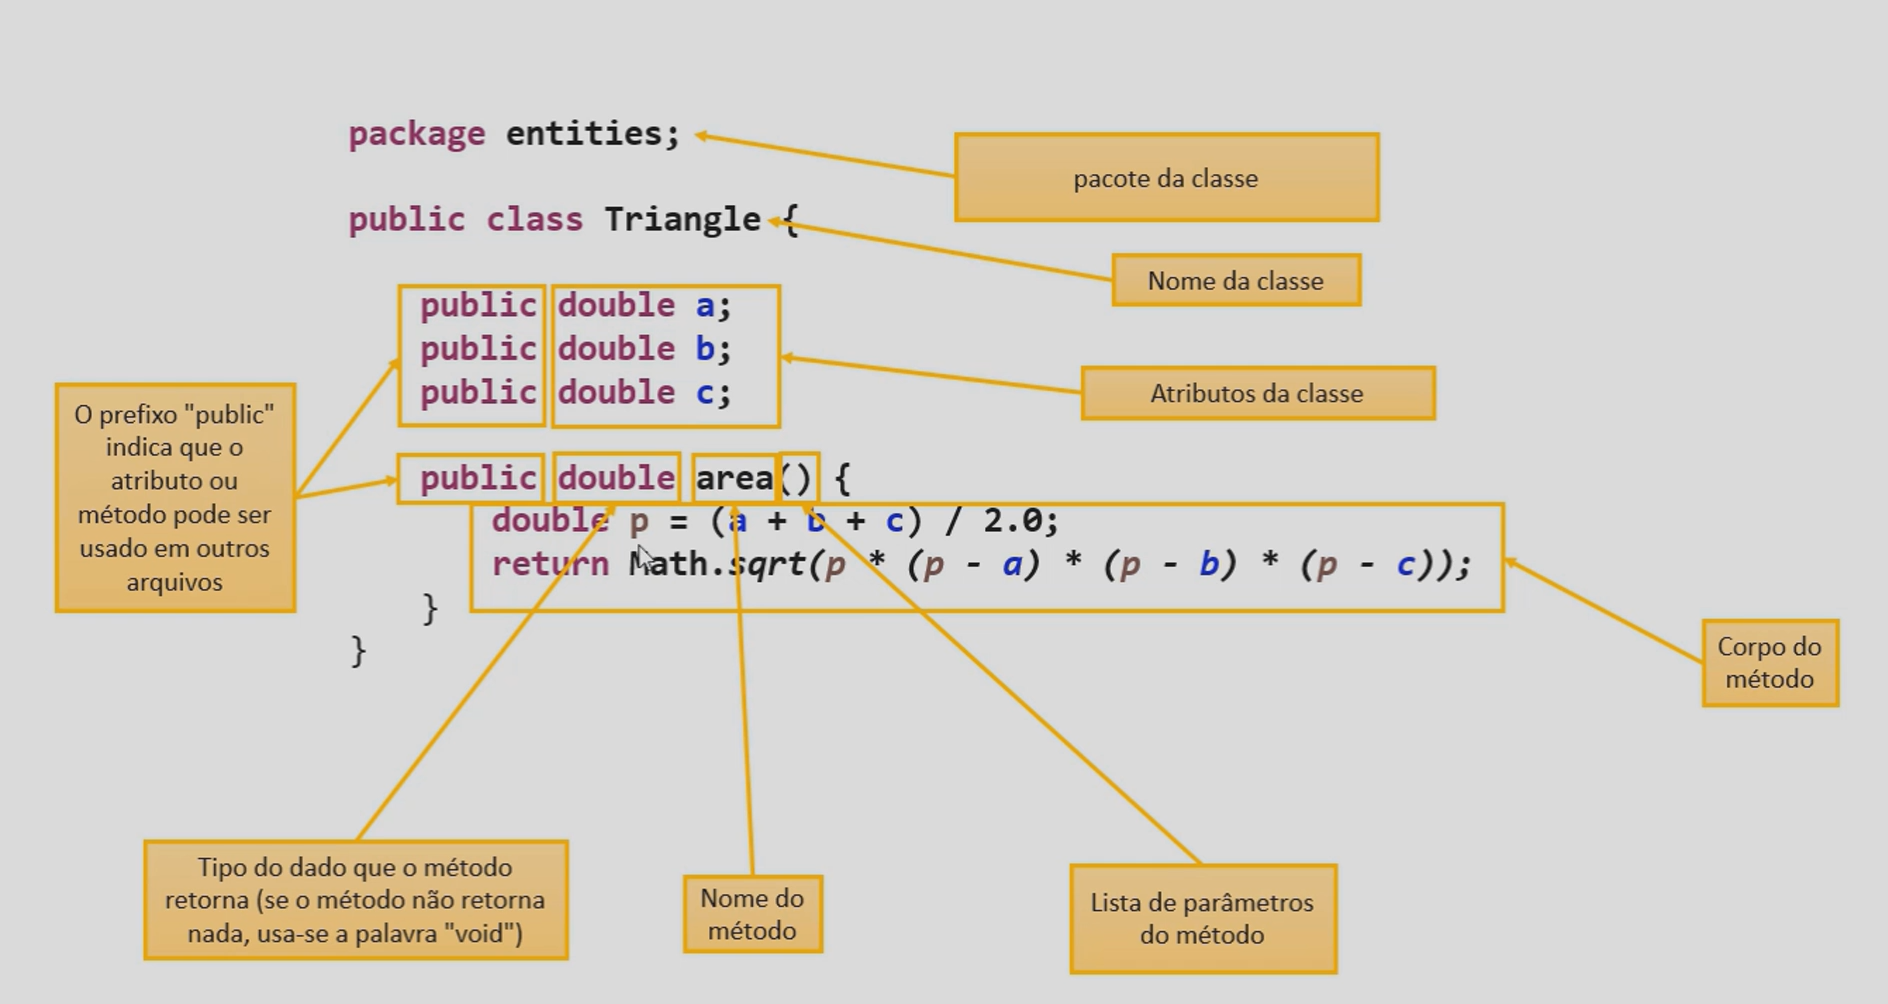 package entities;
pacote da classe
public class Triangle {
Nome da classe
public double a;
public double b;
public double c;
Atributos da classe
O prefixo "public"
indica que o
atributo ou
método pode ser
usado em outros
arquivos
public double area() {
double p = (a + b + c) / 2.0;
return Math.sqrt(p * (p - a) * (p - b) * (p - c));
}
}
Corpo do
método
Tipo do dado que o método
retorna (se o método não retorna
nada, usa-se a palavra "void")
Nome do
método
Lista de parâmetros
do método